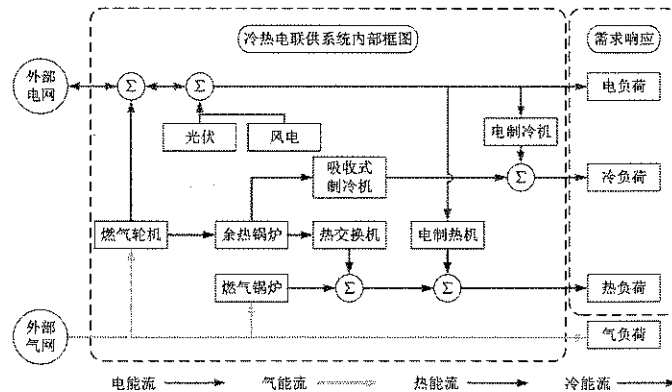 冷热电联供系统内部框图
需求响应
外部
电网
Σ
Σ
电负荷
光伏
风电
电制冷机
吸收式
制冷机
Σ
冷负荷
燃气轮机
余热锅炉
热交换机
电制热机
燃气锅炉
Σ
Σ
热负荷
外部
气网
气负荷
电能流
气能流
热能流
冷能流